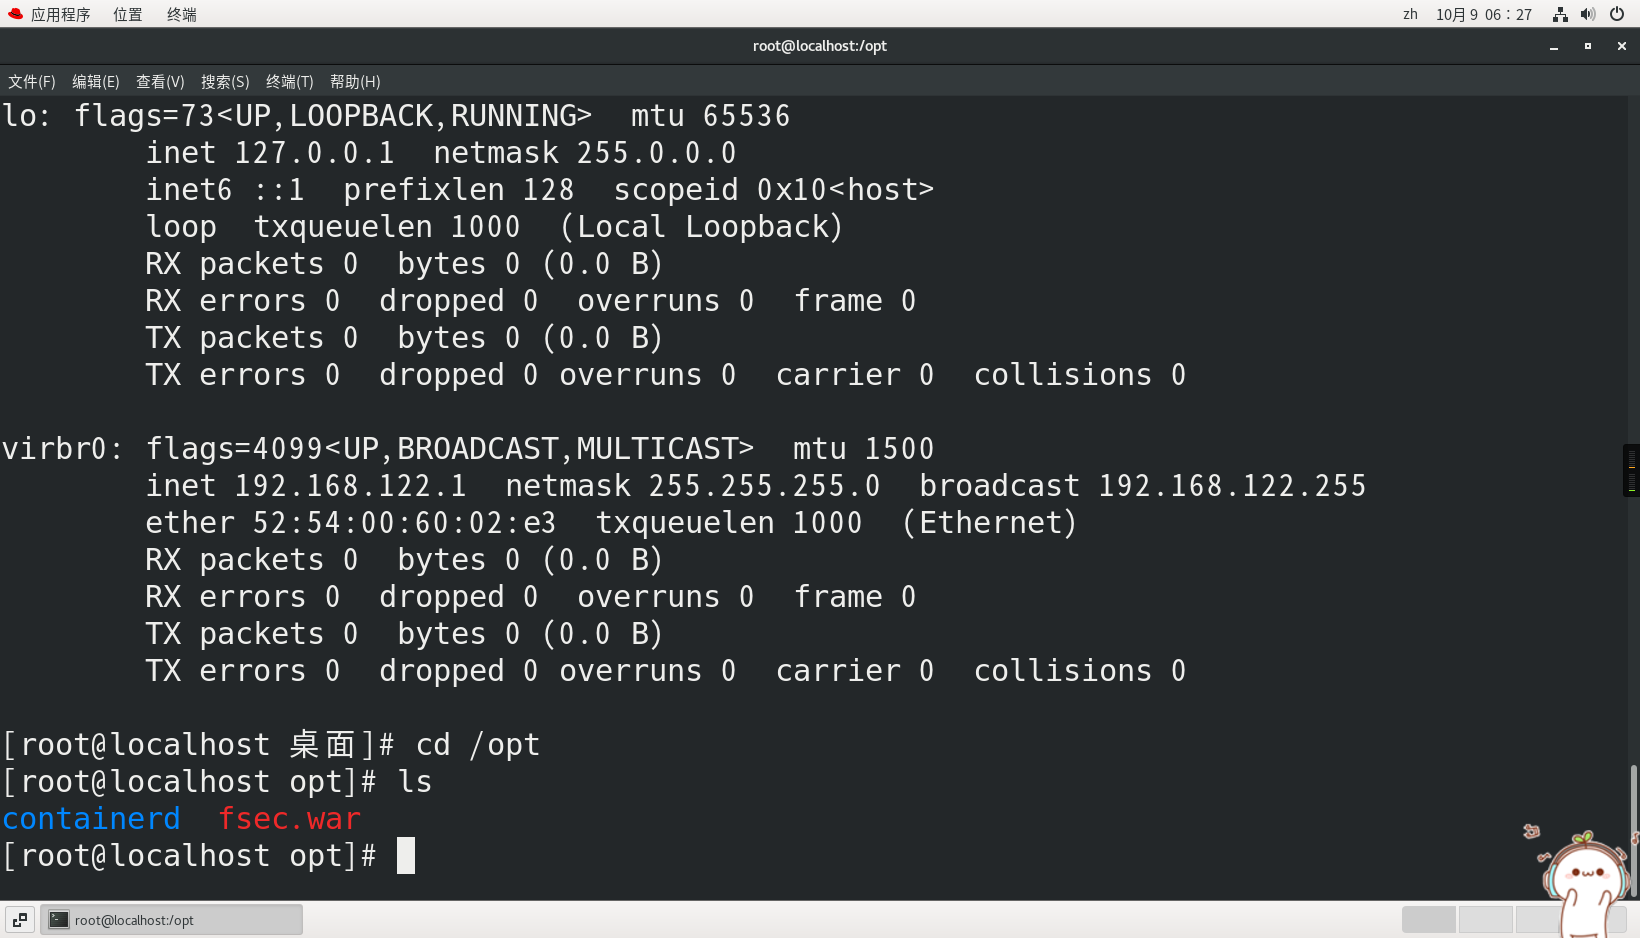 应用程序 位置 终端 zh 10月 9 06：27
root@localhost:/opt
文件(F) 编辑(E) 查看(V) 搜索(S) 终端(T) 帮助(H)
lo: flags=73<UP,LOOPBACK,RUNNING>  mtu 65536
        inet 127.0.0.1  netmask 255.0.0.0
        inet6 ::1  prefixlen 128  scopeid 0x10<host>
        loop  txqueuelen 1000  (Local Loopback)
        RX packets 0  bytes 0 (0.0 B)
        RX errors 0  dropped 0  overruns 0  frame 0
        TX packets 0  bytes 0 (0.0 B)
        TX errors 0  dropped 0 overruns 0  carrier 0  collisions 0
virbr0: flags=4099<UP,BROADCAST,MULTICAST>  mtu 1500
        inet 192.168.122.1  netmask 255.255.255.0  broadcast 192.168.122.255
        ether 52:54:00:60:02:e3  txqueuelen 1000  (Ethernet)
        RX packets 0  bytes 0 (0.0 B)
        RX errors 0  dropped 0  overruns 0  frame 0
        TX packets 0  bytes 0 (0.0 B)
        TX errors 0  dropped 0 overruns 0  carrier 0  collisions 0
[root@localhost 桌面]# cd /opt
[root@localhost opt]# ls
containerd  fsec.war
[root@localhost opt]#
root@localhost:/opt